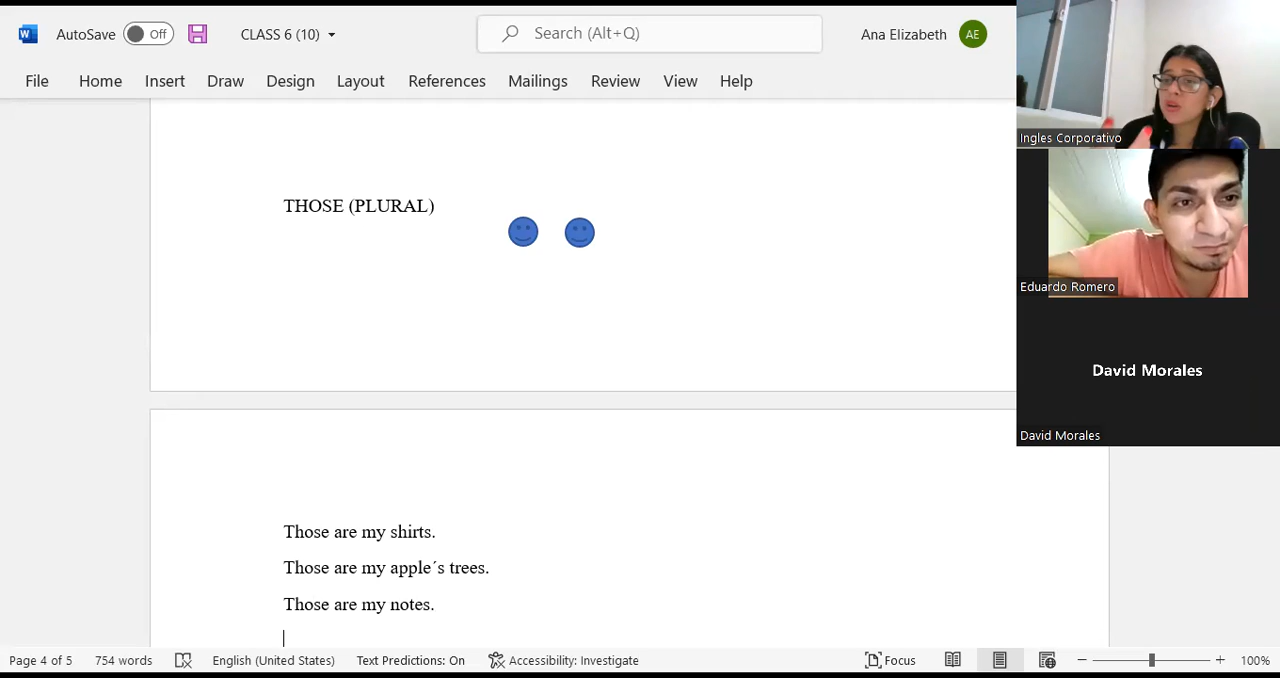 AutoSave Off CLASS 6 (10) Search (Alt+Q) Ana Elizabeth AE
File Home Insert Draw Design Layout References Mailings Review View Help
Ingles Corporativo
THOSE (PLURAL)
Eduardo Romero
David Morales
David Morales
Those are my shirts.
Those are my apple´s trees.
Those are my notes.
Page 4 of 5 754 words English (United States) Text Predictions: On Accessibility: Investigate Focus 100%